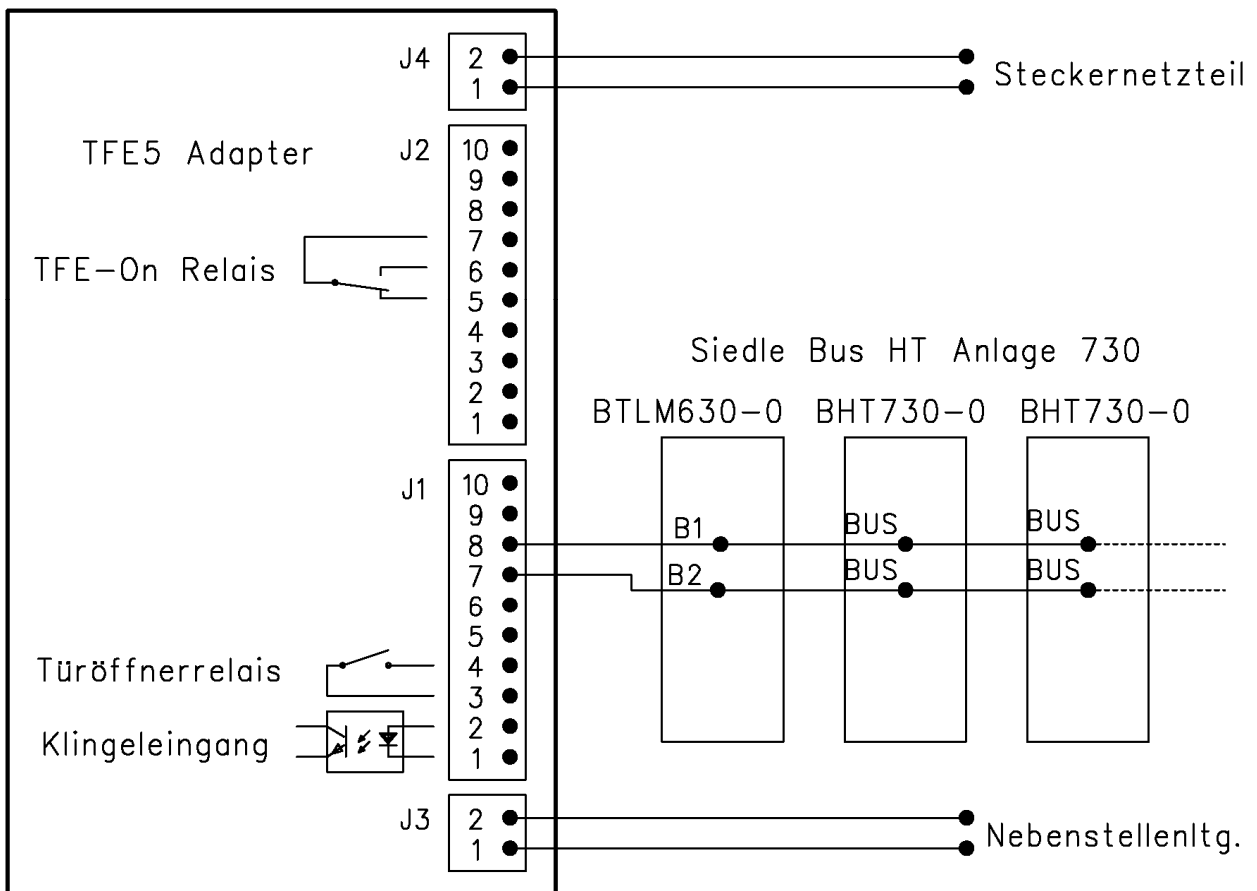 J4
2
1
Steckernetzteil
TFE5 Adapter
J2
10
9
8
7
TFE-On Relais
6
5
4
3
2
1
Siedle Bus HT Anlage 730
BTLM630-0 BHT730-0 BHT730-0
J1
10
9
8
B1 BUS BUS
7
B2 BUS BUS
6
5
Türöffnerrelais
4
3
2
Klingeleingang
1
J3
2
1
Nebenstellenltg.